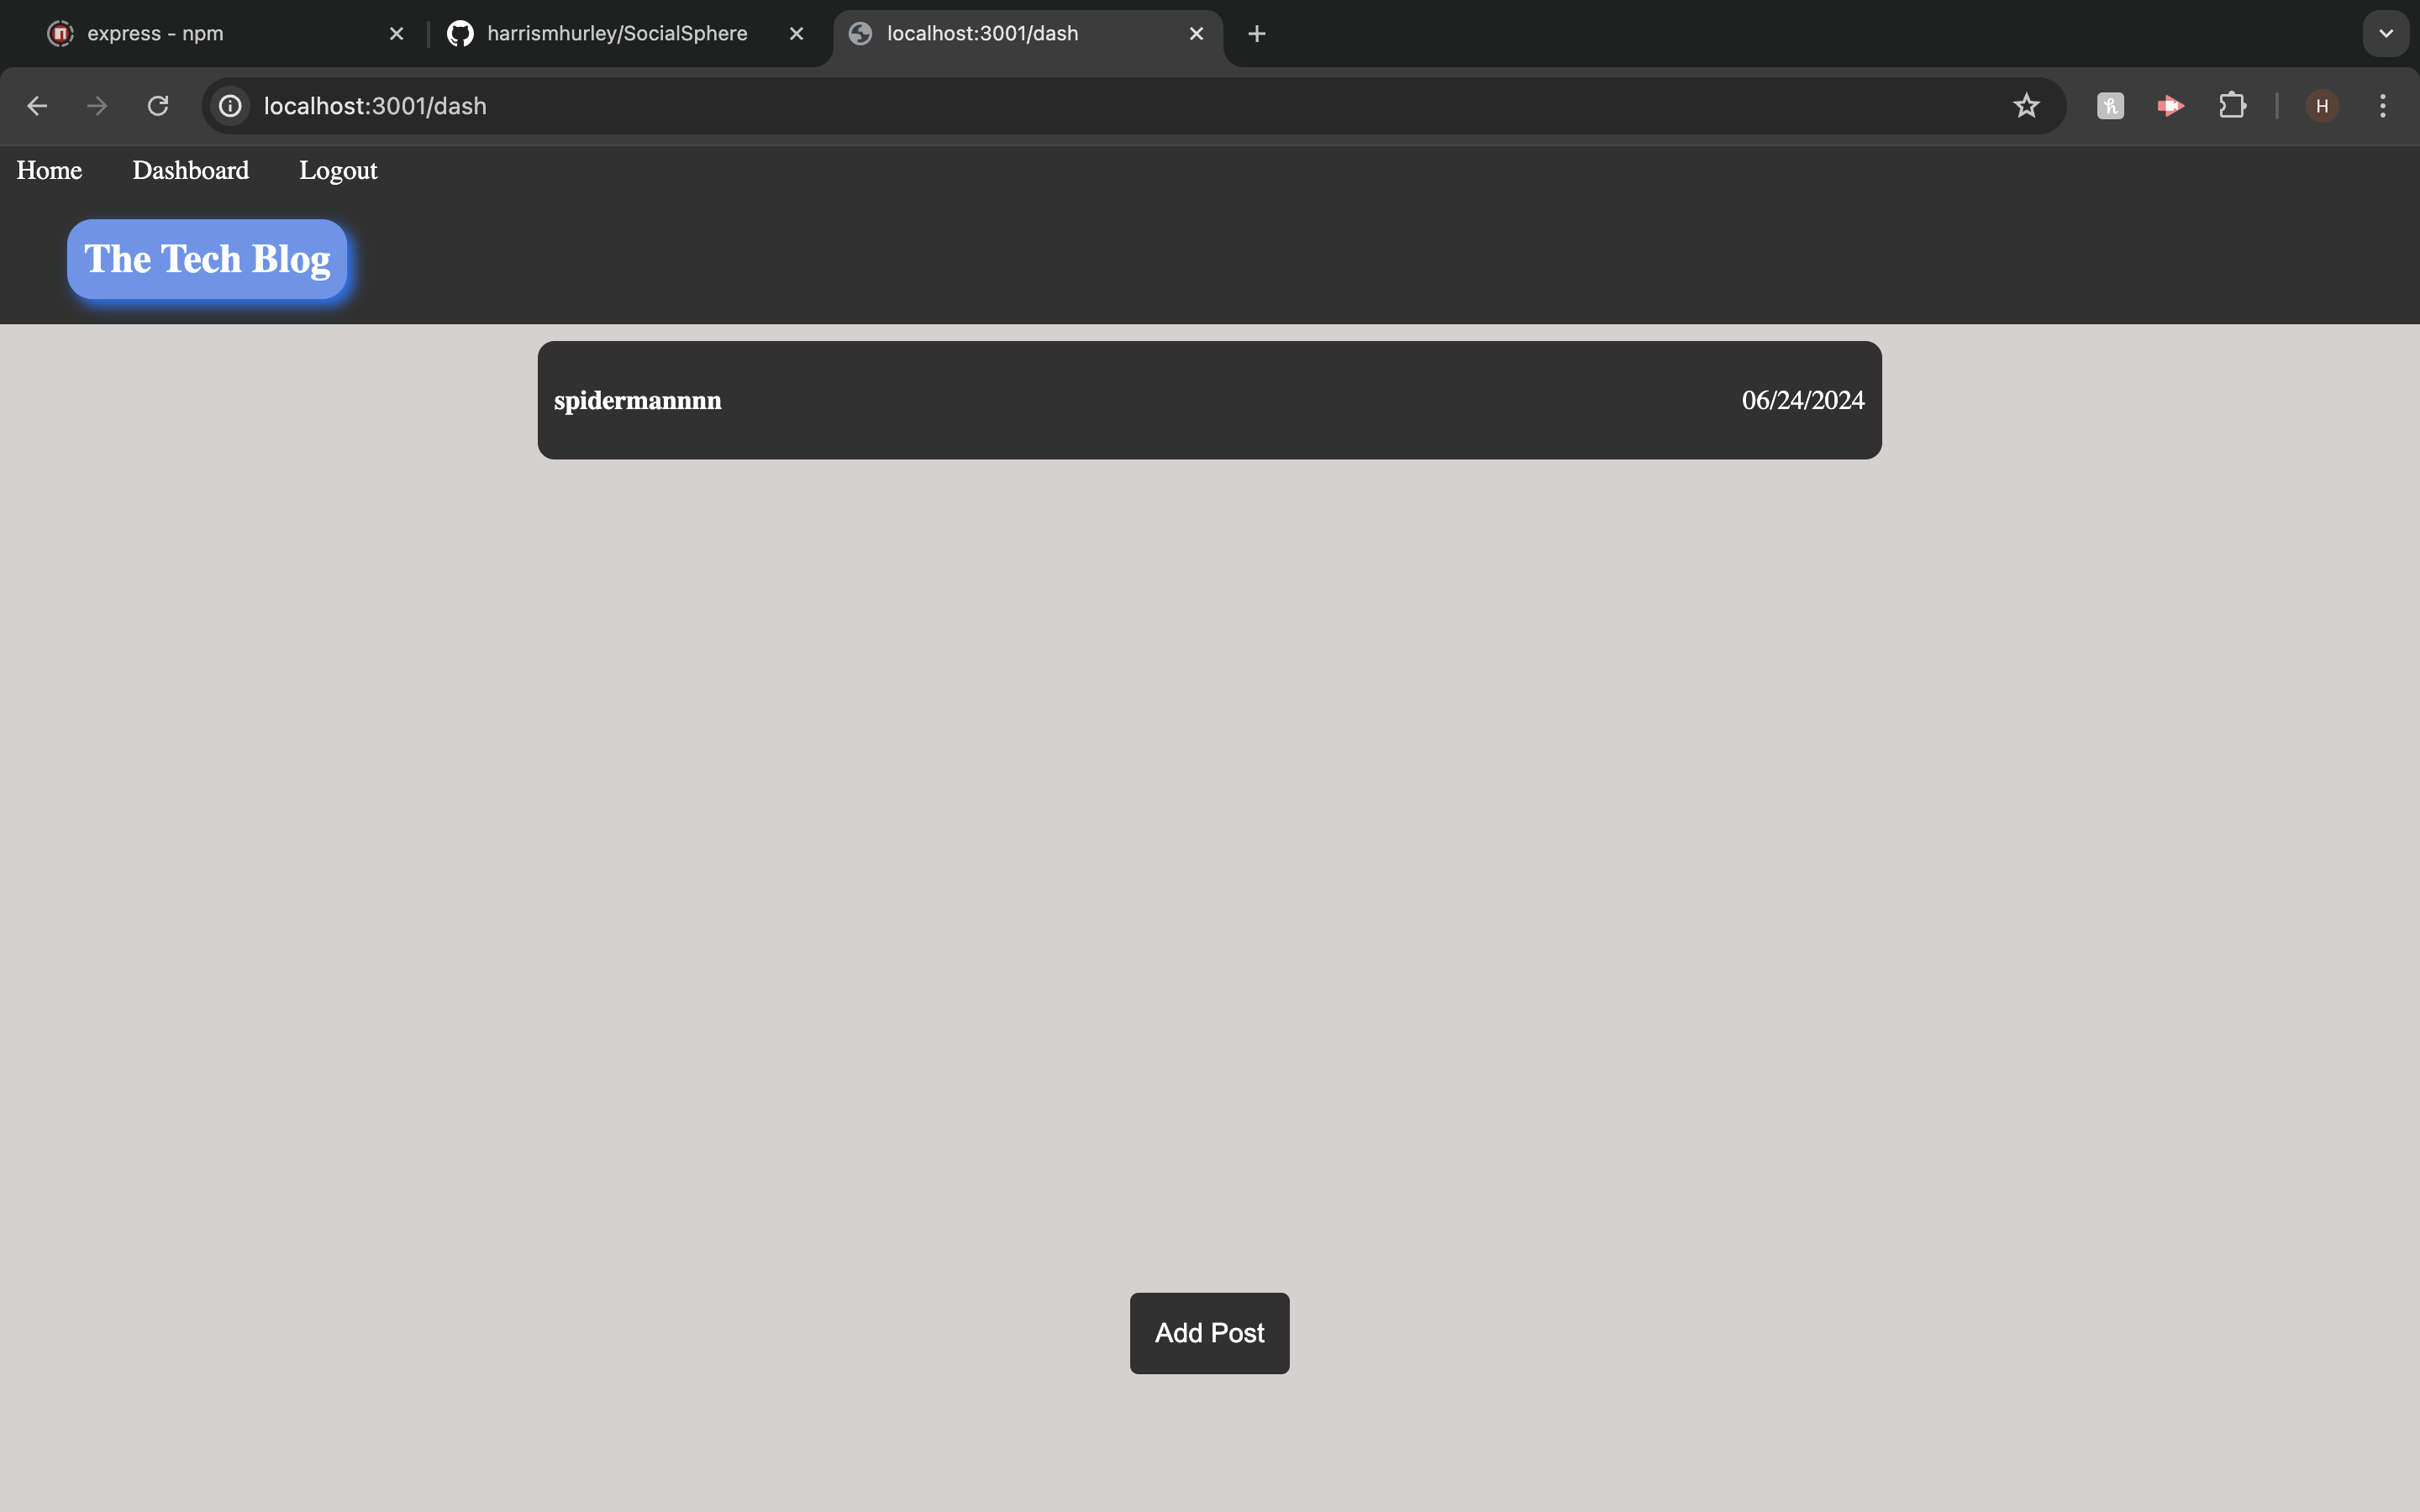 express - npm harrismhurley/SocialSphere localhost:3001/dash
localhost:3001/dash H
Home Dashboard Logout
The Tech Blog
spidermannnn 06/24/2024
Add Post